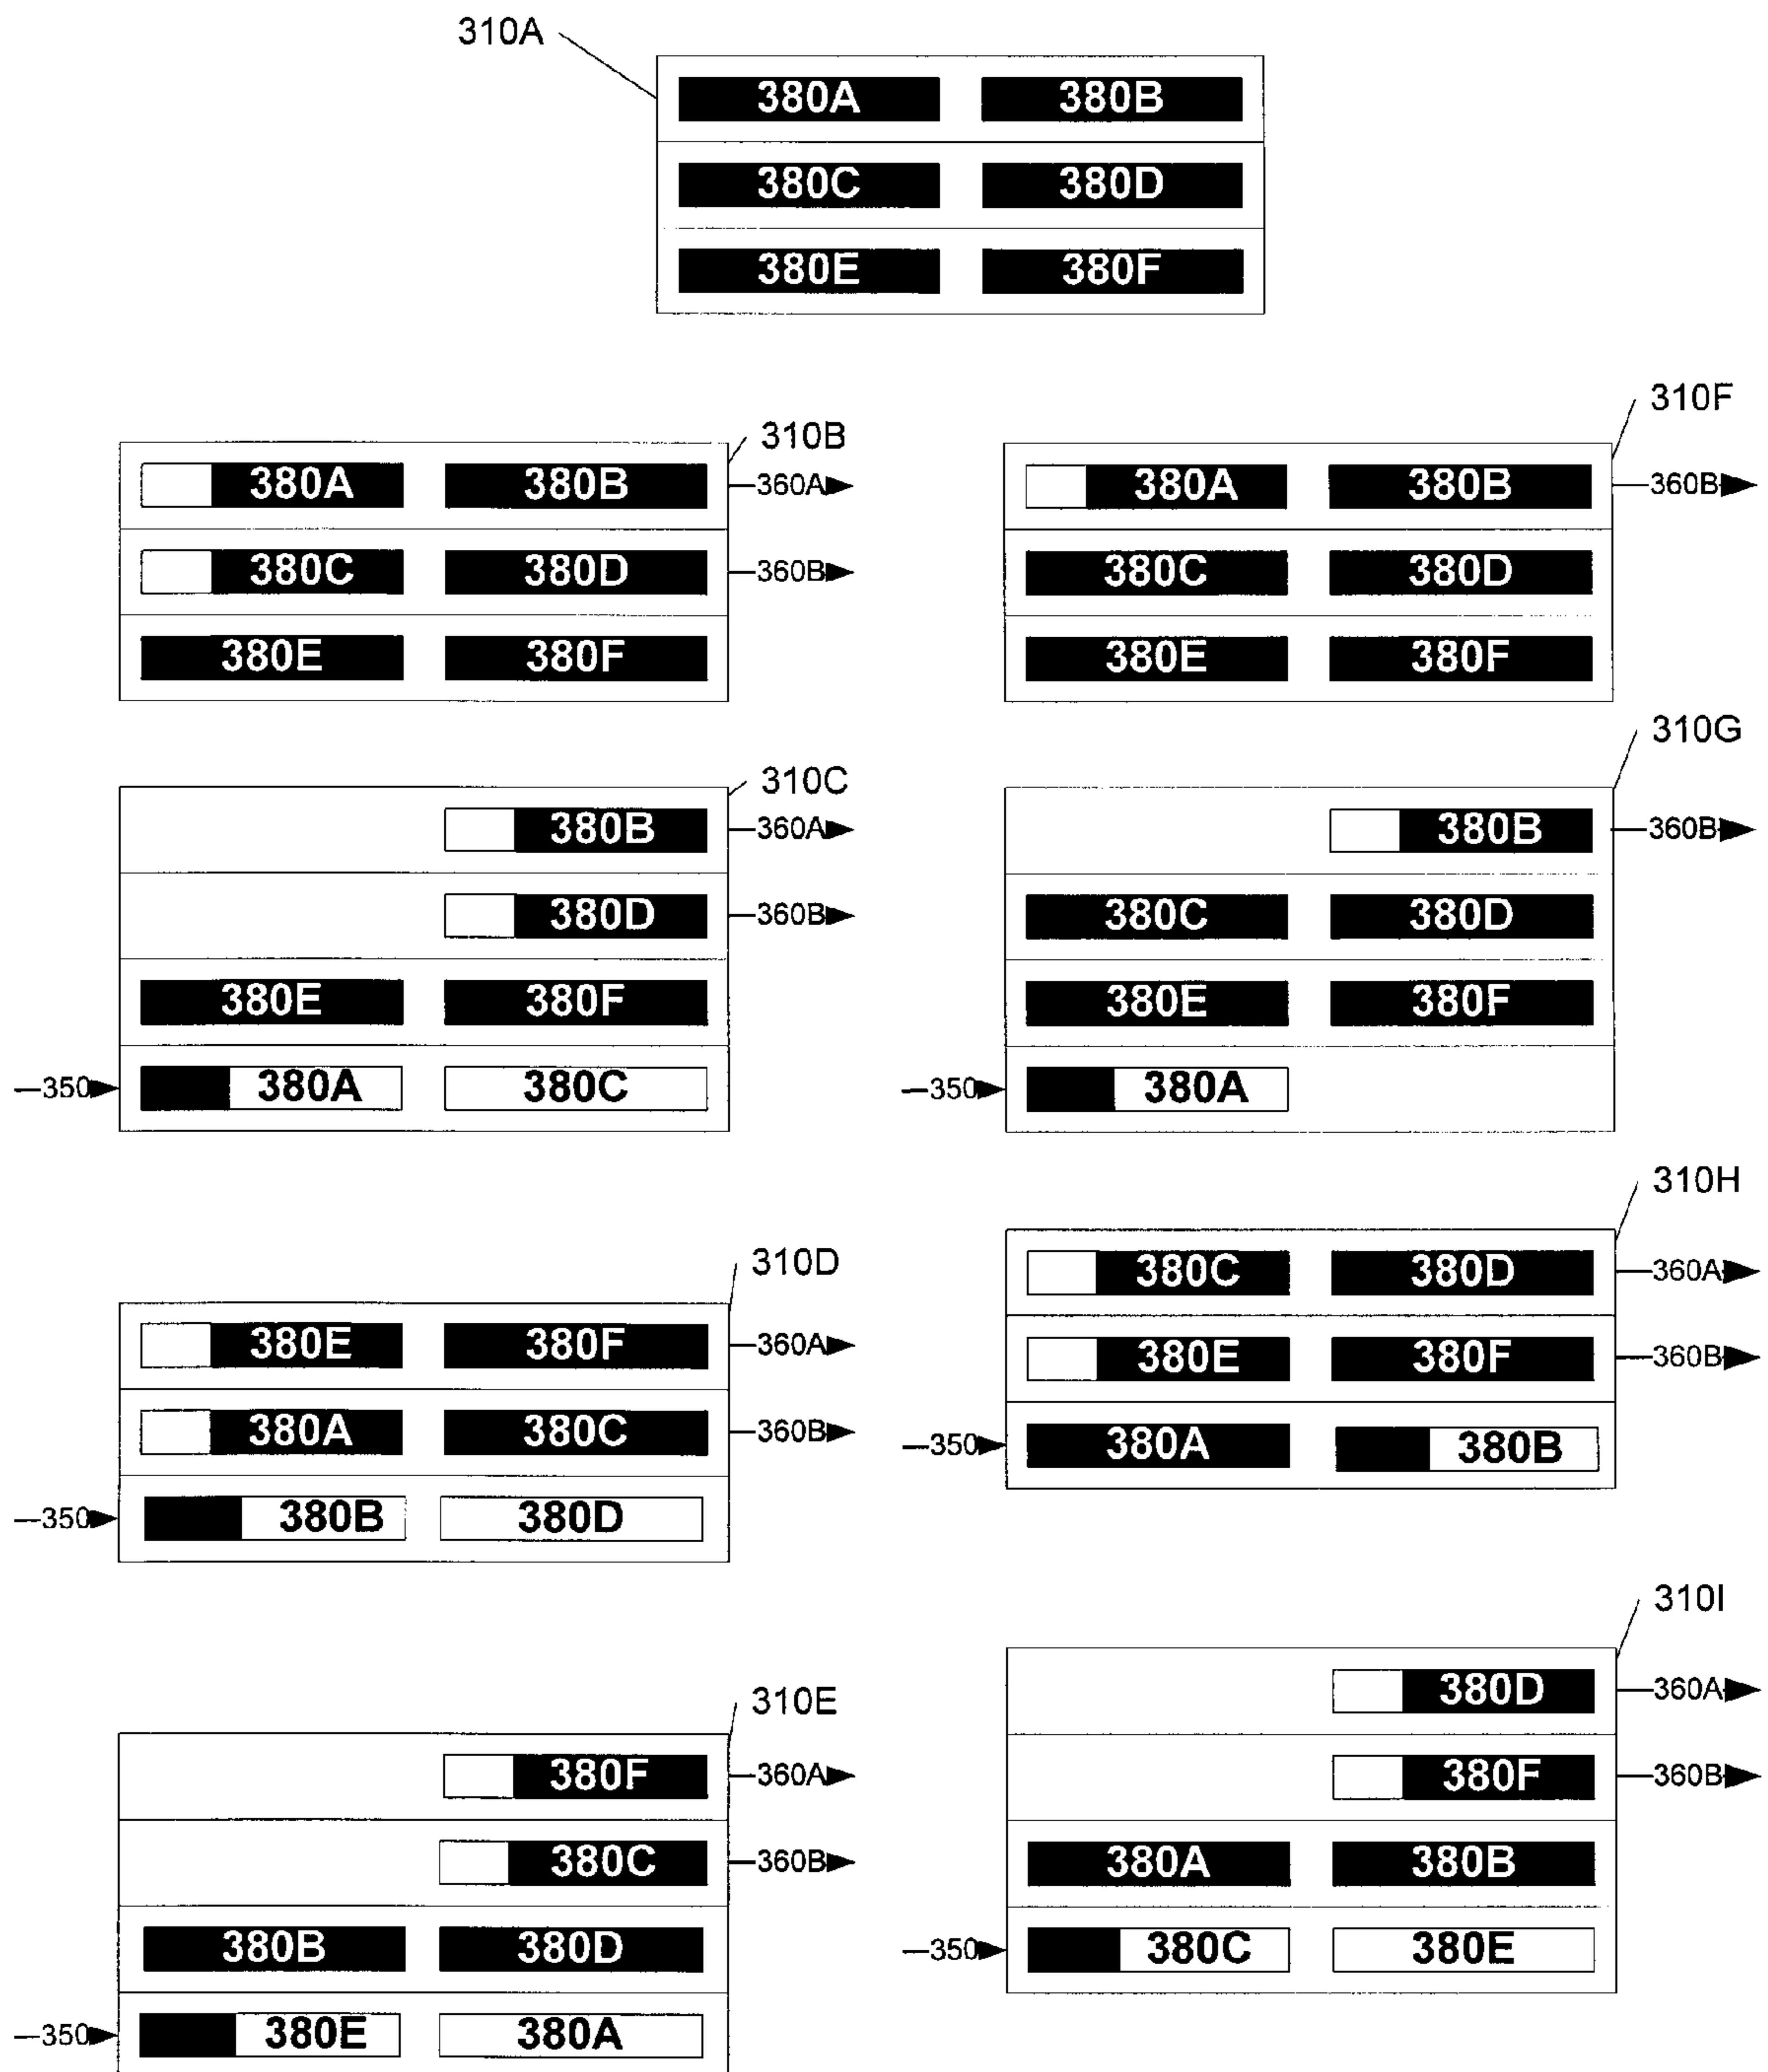 310A
380A 380B
380C 380D
380E 380F
310B
380A 380B 360A
380C 380D 360B
380E 380F
310F
380A 380B 360B
380C 380D
380E 380F
310C
380B 360A
380D 360B
380E 380F
350 380A 380C
310G
380B 360B
380C 380D
380E 380F
350 380A
310D
380E 380F 360A
380A 380C 360B
350 380B 380D
310H
380C 380D 360A
380E 380F 360B
350 380A 380B
310E
380F 360A
380C 360B
380B 380D
350 380E 380A
310I
380D 360A
380F 360B
380A 380B
350 380C 380E